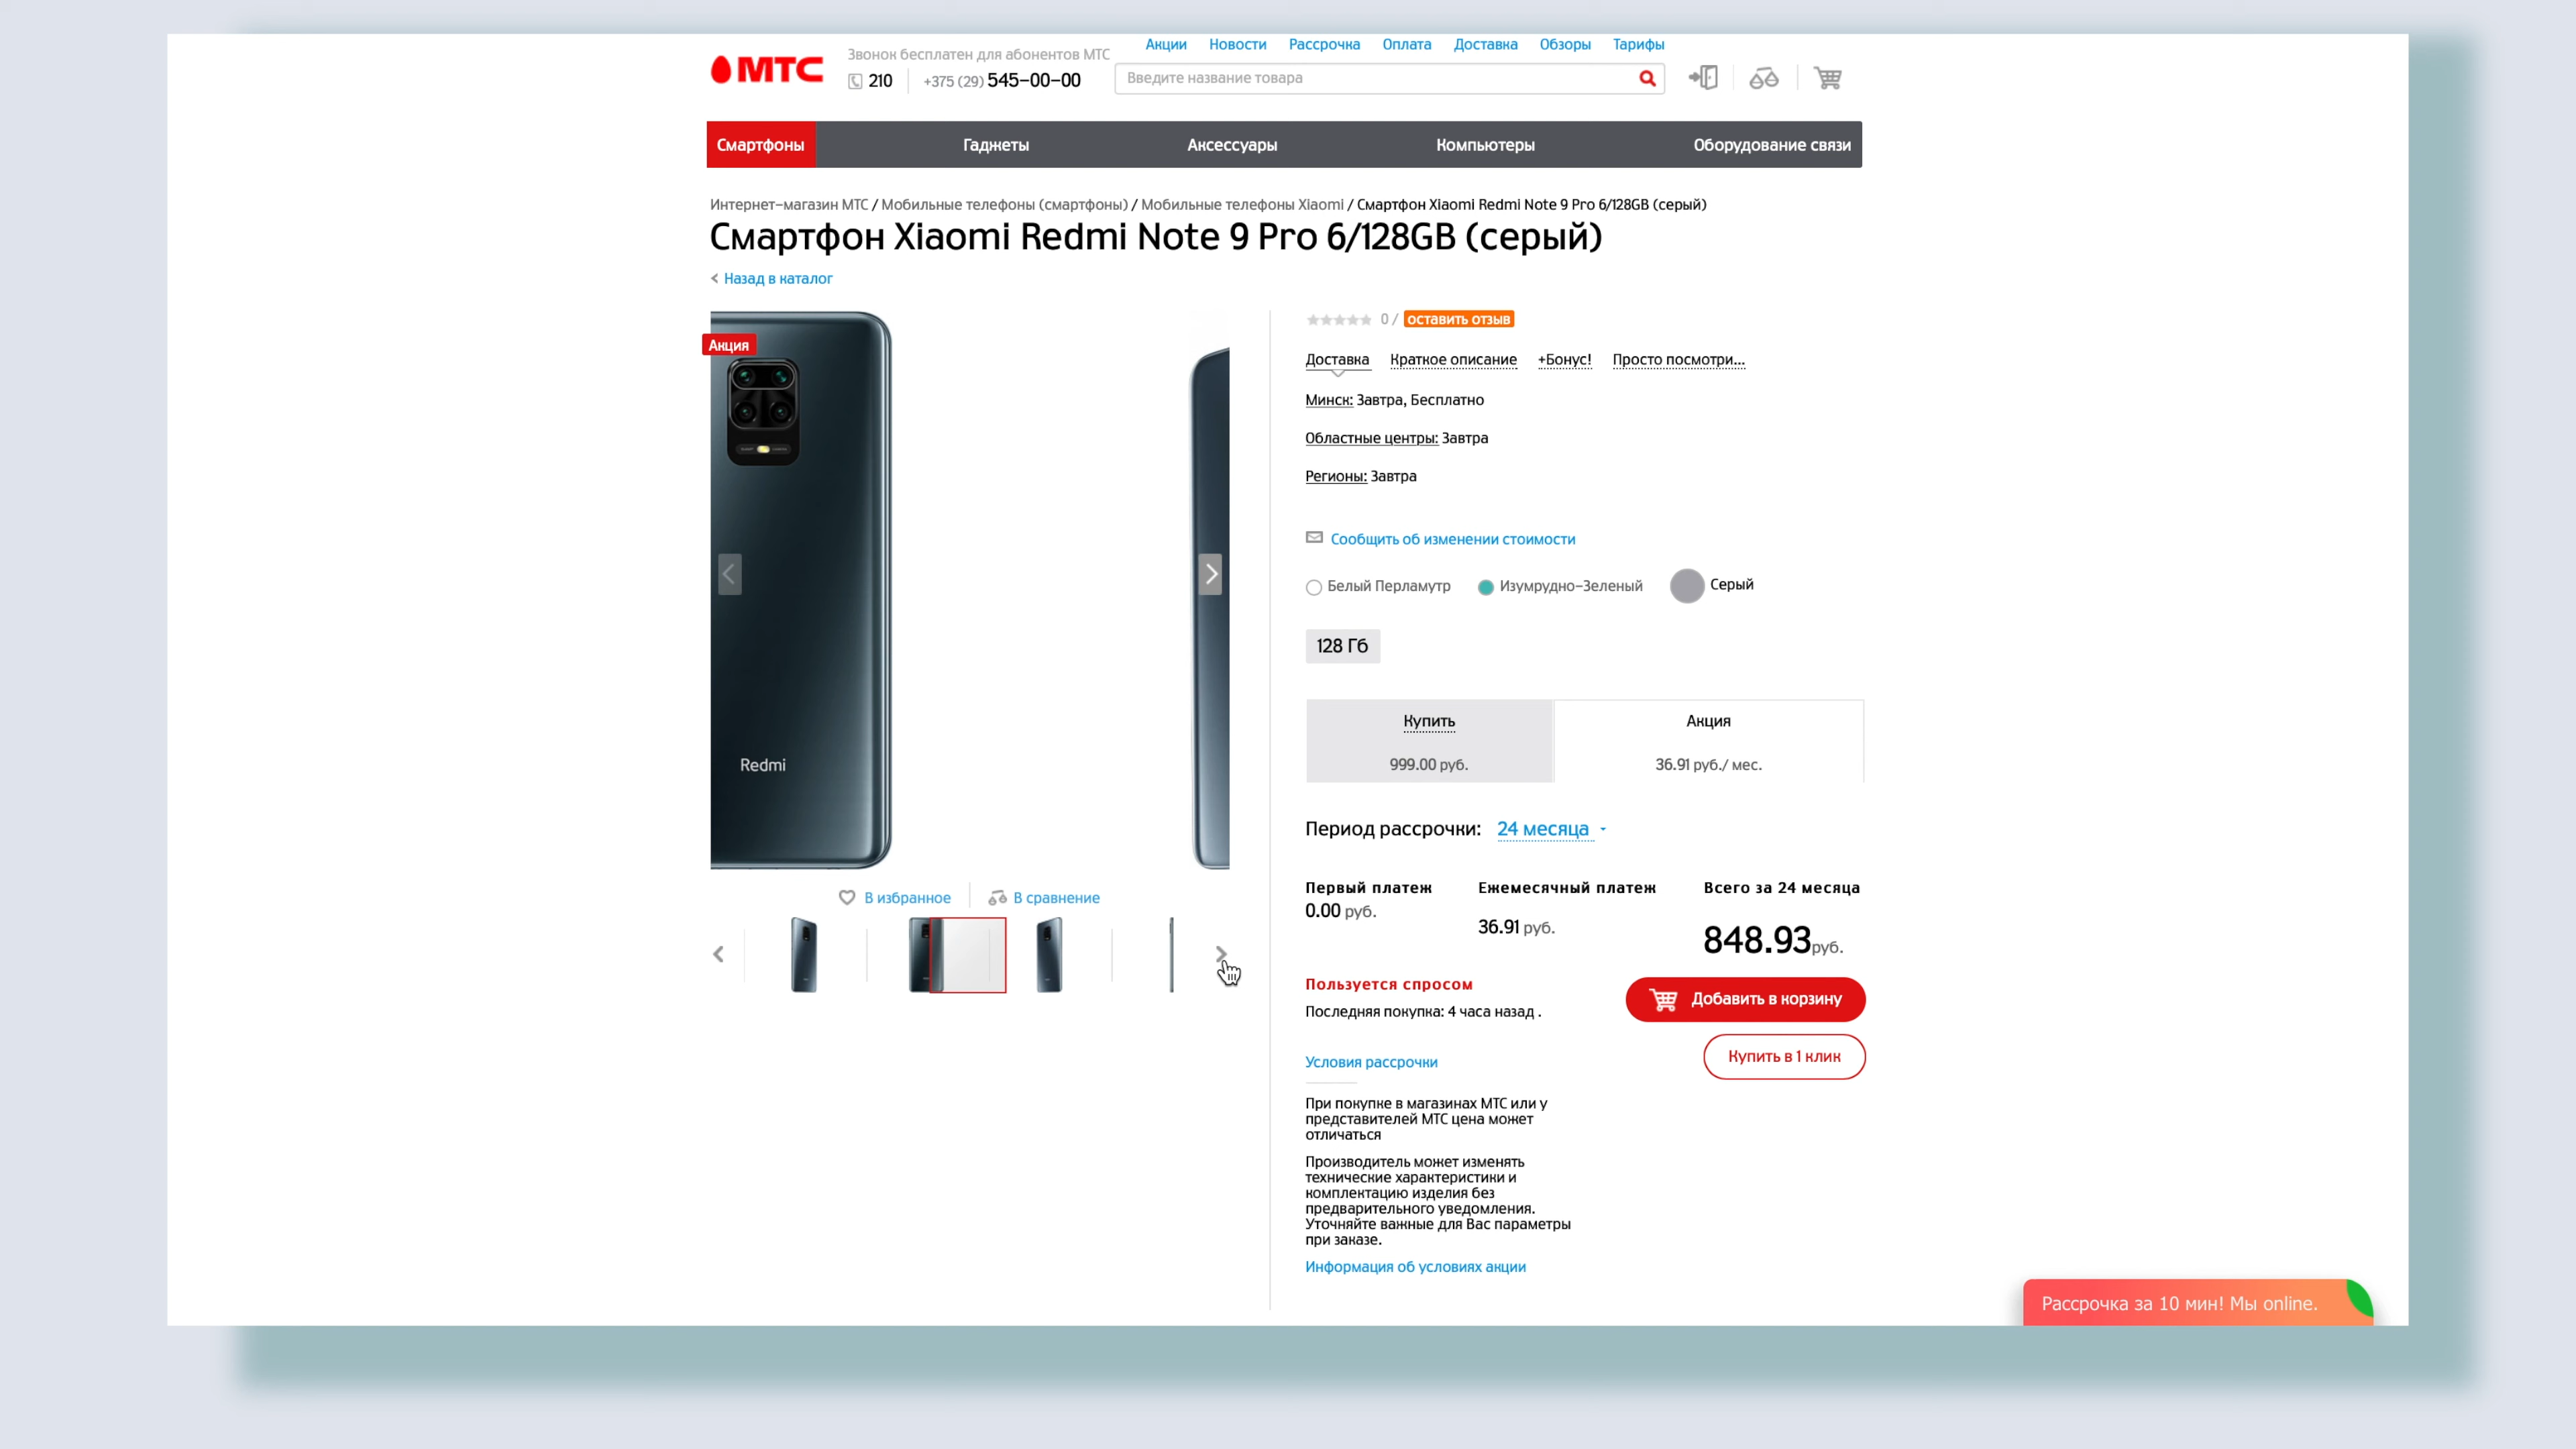 МТС
Звонок бесплатен для абонентов МТС
210
+375 (29) 545-00-00
Акции Новости Рассрочка Оплата Доставка Обзоры Тарифы
Введите название товара
Смартфоны Гаджеты Аксессуары Компьютеры Оборудование связи
Интернет-магазин МТС / Мобильные телефоны (смартфоны) / Мобильные телефоны Xiaomi / Смартфон Xiaomi Redmi Note 9 Pro 6/128GB (серый)
Смартфон Xiaomi Redmi Note 9 Pro 6/128GB (серый)
Назад в каталог
Акция
Redmi
В избранное В сравнение
0 / оставить отзыв
Доставка Краткое описание +Бонус! Просто посмотри...
Минск: Завтра, Бесплатно
Областные центры: Завтра
Регионы: Завтра
Сообщить об изменении стоимости
Белый Перламутр Изумрудно-Зеленый Серый
128 Гб
Купить Акция
999.00 руб. 36.91 руб./ мес.
Период рассрочки: 24 месяца
Первый платеж Ежемесячный платеж Всего за 24 месяца
0.00 руб. 36.91 руб. 848.93руб.
Пользуется спросом
Последняя покупка: 4 часа назад .
Добавить в корзину
Купить в 1 клик
Условия рассрочки
При покупке в магазинах МТС или у
представителей МТС цена может
отличаться
Производитель может изменять
технические характеристики и
комплектацию изделия без
предварительного уведомления.
Уточняйте важные для Вас параметры
при заказе.
Информация об условиях акции
Рассрочка за 10 мин! Мы online.